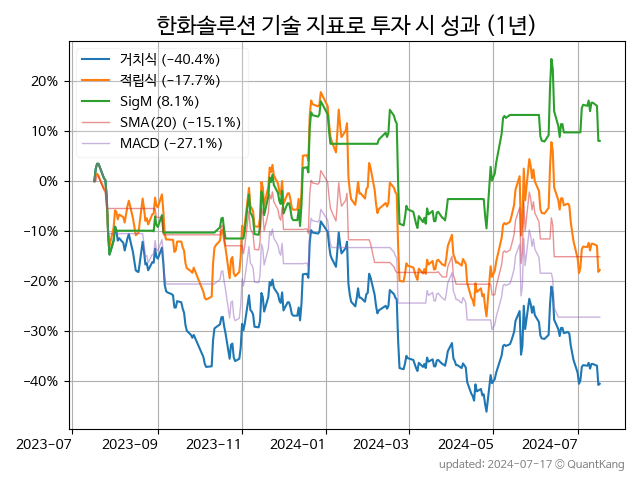 한화솔루션 기술 지표로 투자 시 성과 (1년)
거치식 (-40.4%)
적립식 (-17.7%)
SigM (8.1%)
SMA(20) (-15.1%)
MACD (-27.1%)
20%
10%
0%
-10%
-20%
-30%
-40%
2023-07 2023-09 2023-11 2024-01 2024-03 2024-05 2024-07
updated: 2024-07-17 © QuantKang